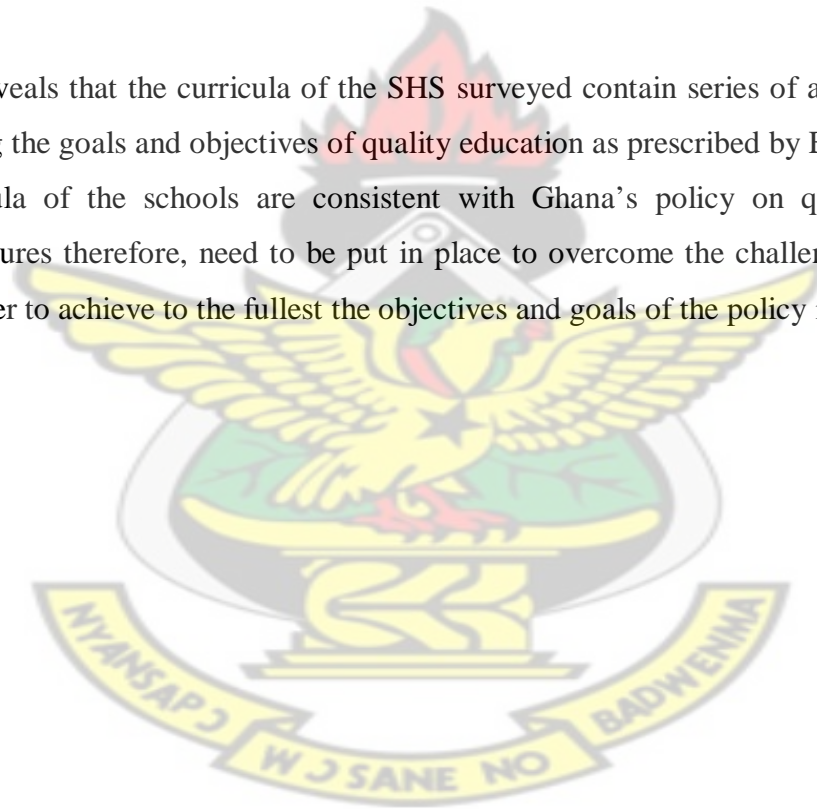 veals that the curricula of the SHS surveyed contain series of a
g the goals and objectives of quality education as prescribed by
ula of the schools are consistent with Ghana's policy on q
ures therefore, need to be put in place to overcome the challen
er to achieve to the fullest the objectives and goals of the policy
NYANSAPƆ
WƆ SANE NO
BADWENMA